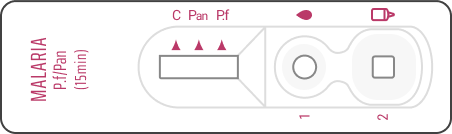 MALARIA
P.f/Pan
(15min)
C Pan P.f
1
2